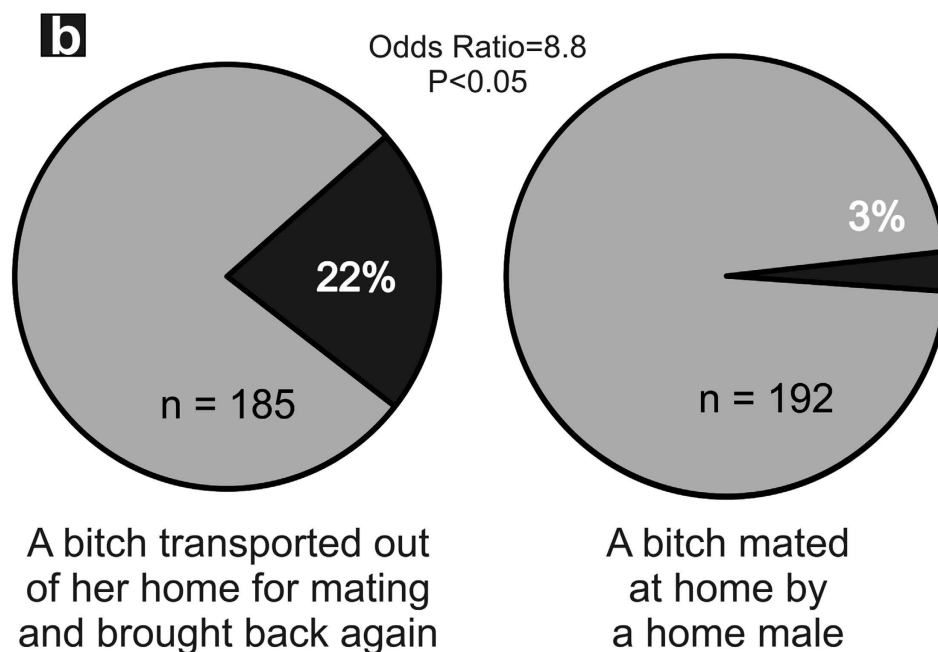 b
Odds Ratio=8.8
P<0.05
22%
n = 185
3%
n = 192
A bitch transported out
of her home for mating
and brought back again
A bitch mated
at home by
a home male